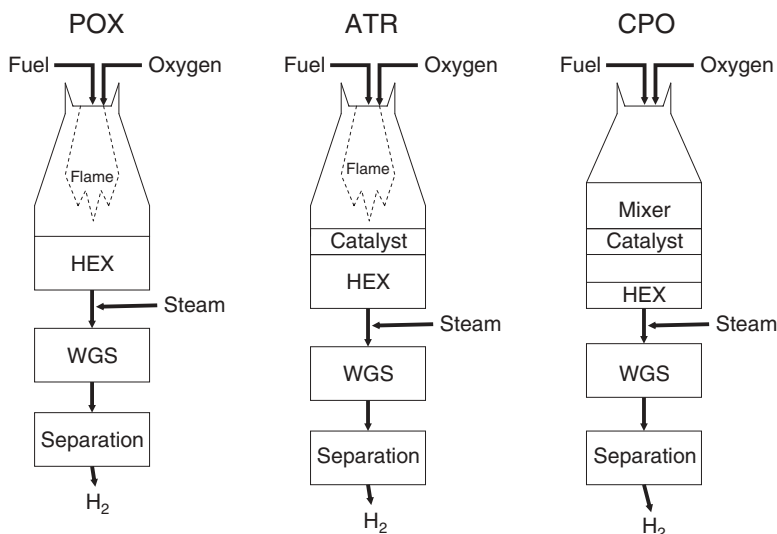 POX
Fuel
Oxygen
Flame
HEX
Steam
WGS
Separation
H2
ATR
Fuel
Oxygen
Flame
Catalyst
HEX
Steam
WGS
Separation
H2
CPO
Fuel
Oxygen
Mixer
Catalyst
HEX
Steam
WGS
Separation
H2